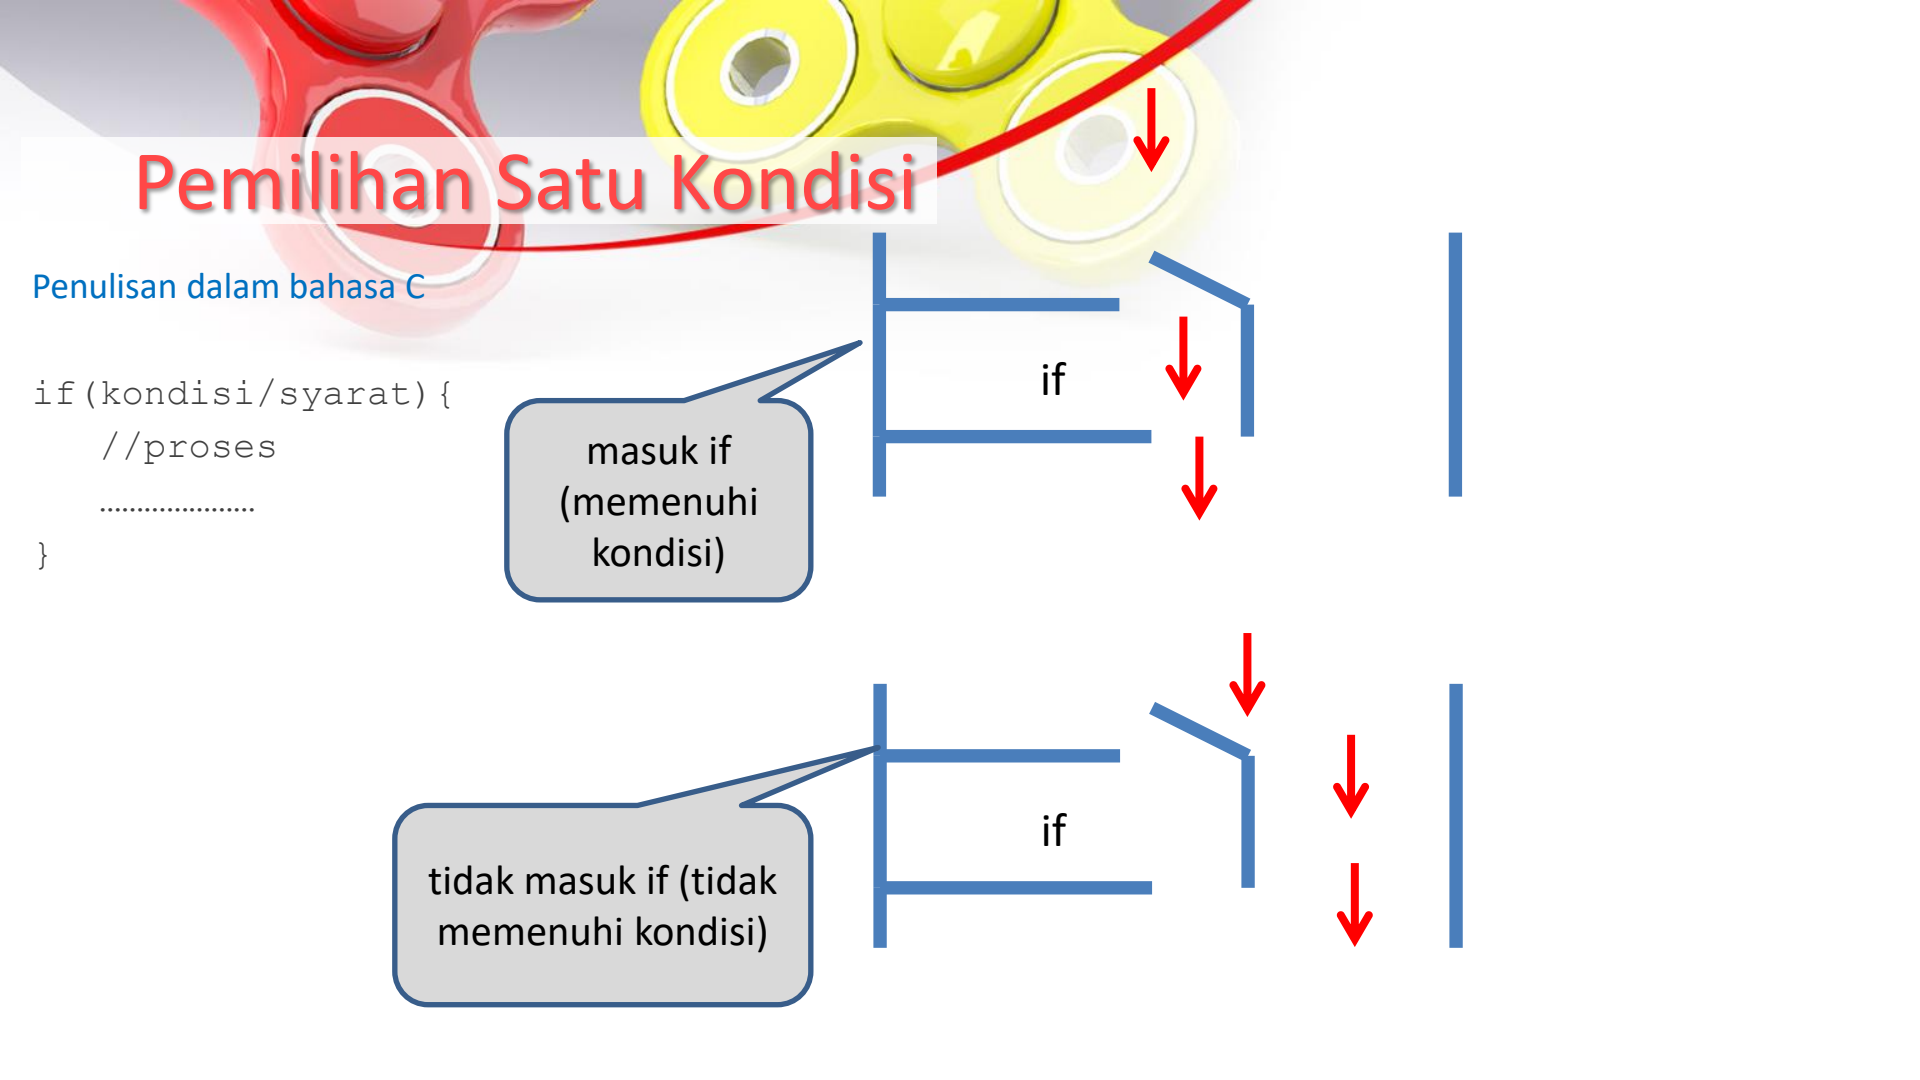 Pemilihan Satu Kondisi
Penulisan dalam bahasa C
if(kondisi/syarat){
//proses
.....................
}
masuk if
(memenuhi
kondisi)
if
tidak masuk if (tidak
memenuhi kondisi)
if